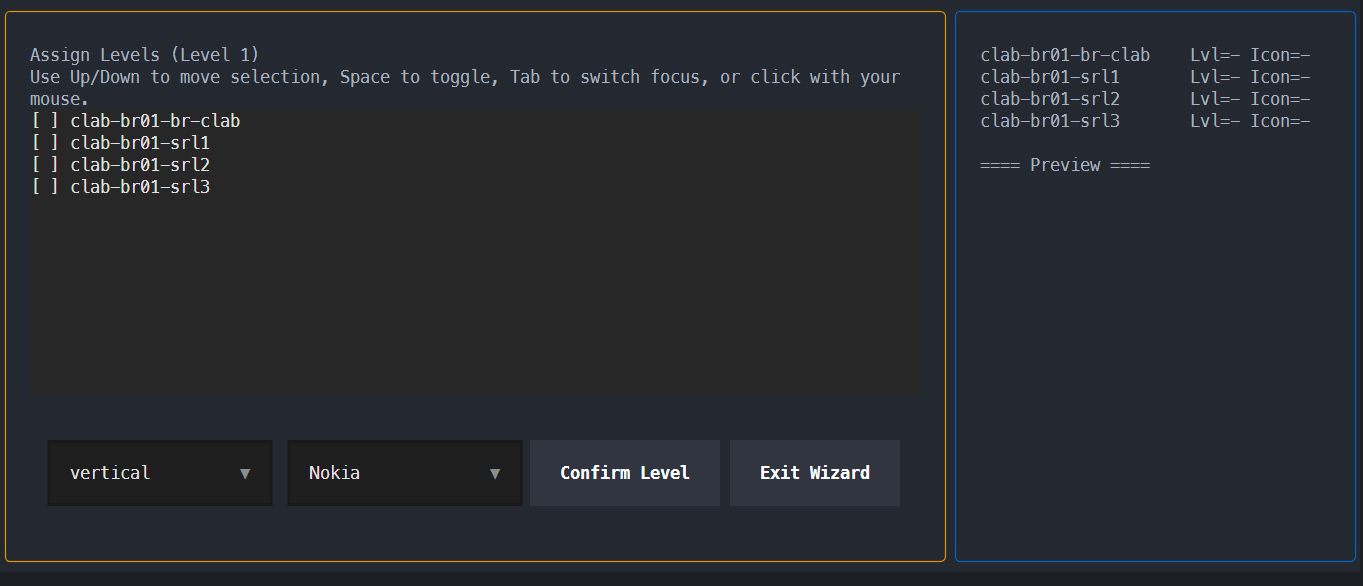 Assign Levels (Level 1)
Use Up/Down to move selection, Space to toggle, Tab to switch focus, or click with your
mouse.
[ ] clab-br01-br-clab
[ ] clab-br01-srl1
[ ] clab-br01-srl2
[ ] clab-br01-srl3
vertical ▼
Nokia ▼
Confirm Level
Exit Wizard
clab-br01-br-clab    Lvl=- Icon=-
clab-br01-srl1       Lvl=- Icon=-
clab-br01-srl2       Lvl=- Icon=-
clab-br01-srl3       Lvl=- Icon=-
==== Preview ====